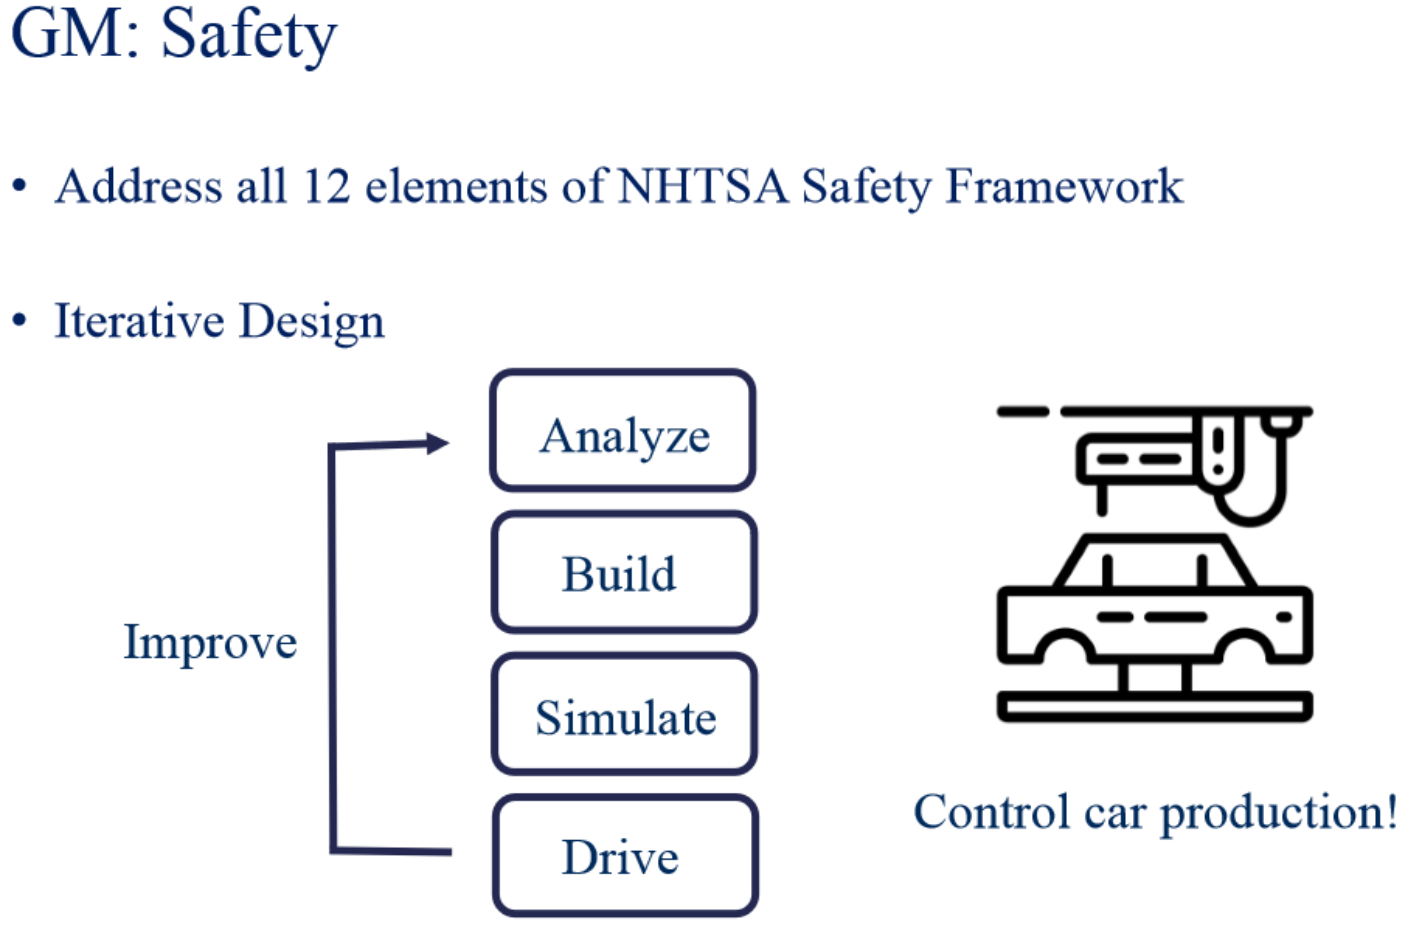 GM: Safety
• Address all 12 elements of NHTSA Safety Framework
• Iterative Design
Analyze
Build
Improve
Simulate
Drive
Control car production!